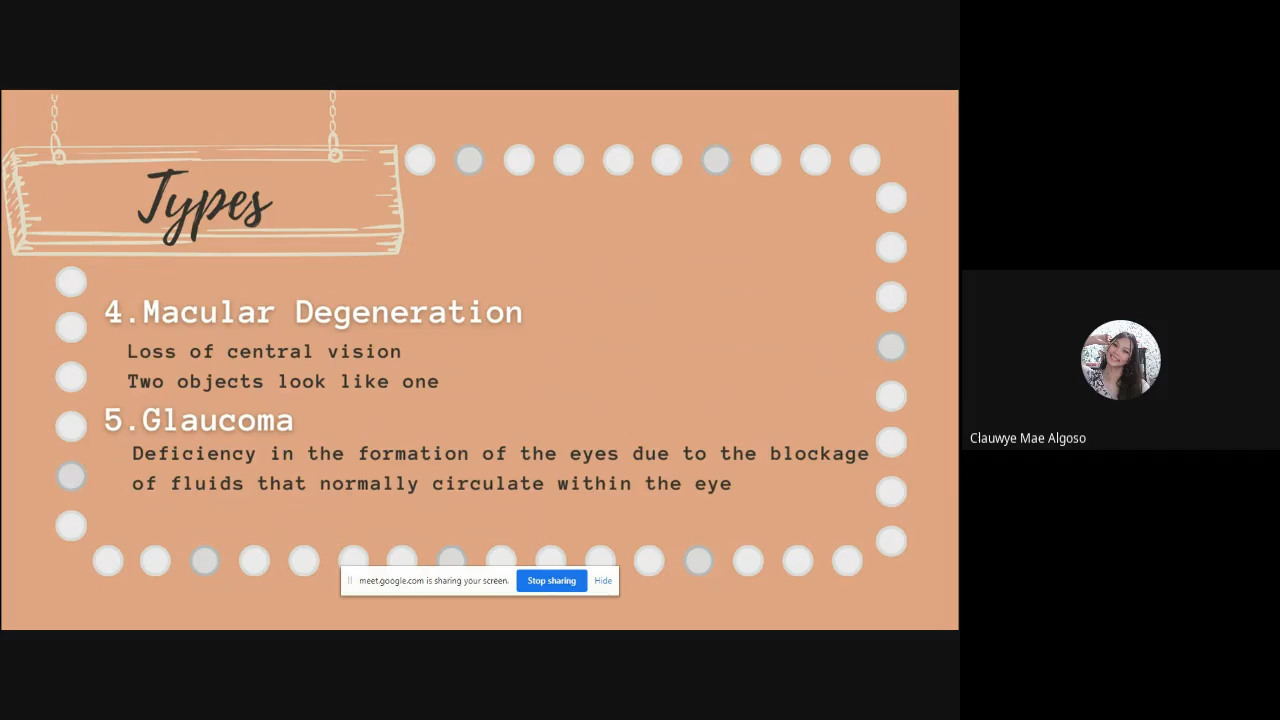 Types
4.Macular Degeneration
Loss of central vision
Two objects look like one
5.Glaucoma
Deficiency in the formation of the eyes due to the blockage
of fluids that normally circulate within the eye
meet.google.com is sharing your screen.
Stop sharing
Hide
Clauwye Mae Algoso